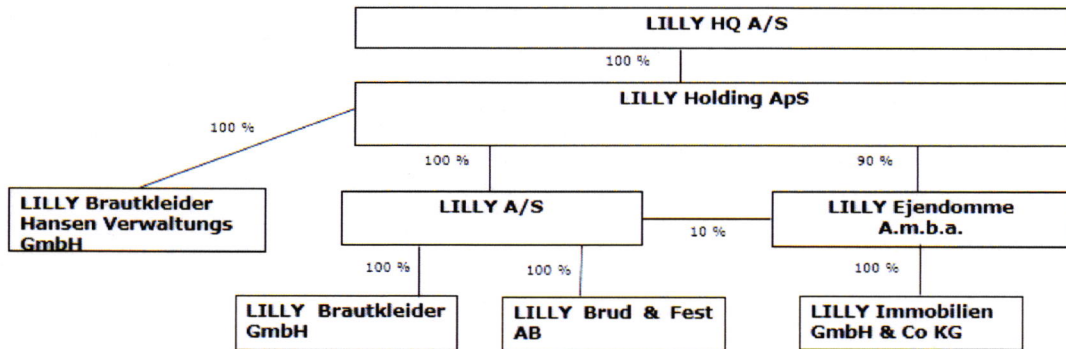 LILLY HQ A/S
100 %
LILLY Holding ApS
100 %
100 %
90 %
LILLY Brautkleider
Hansen Verwaltungs
GmbH
LILLY A/S
10 %
LILLY Ejendomme
A.m.b.a.
100 %
100 %
100 %
LILLY Brautkleider
GmbH
LILLY Brud & Fest
AB
LILLY Immobilien
GmbH & Co KG